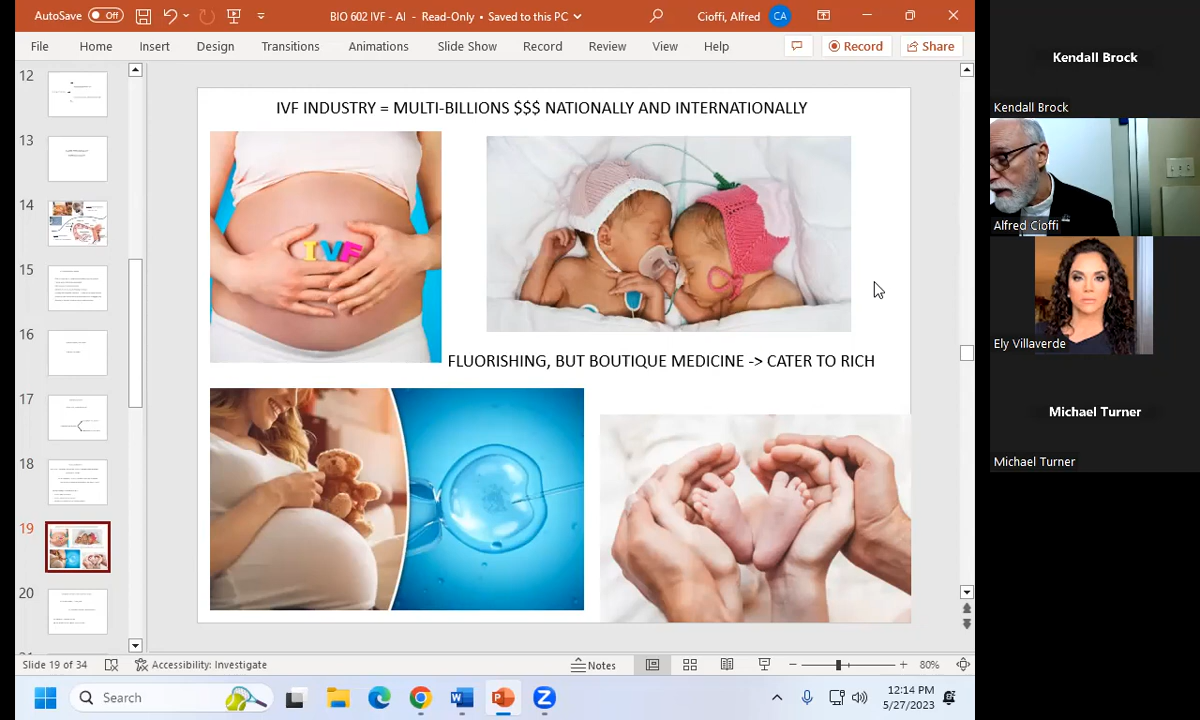 AutoSave Off
BIO 602 IVF - AI - Read-Only • Saved to this PC
Cioffi, Alfred CA
File Home Insert Design Transitions Animations Slide Show Record Review View Help Record Share
12
13
14
15
16
17
18
19
20
IVF INDUSTRY = MULTI-BILLIONS $$$ NATIONALLY AND INTERNATIONALLY
IVF
FLUORISHING, BUT BOUTIQUE MEDICINE -> CATER TO RICH
Slide 19 of 34 Accessibility: Investigate Notes 80%
Search
12:14 PM
5/27/2023
Kendall Brock
Kendall Brock
Alfred Cioffi
Ely Villaverde
Michael Turner
Michael Turner